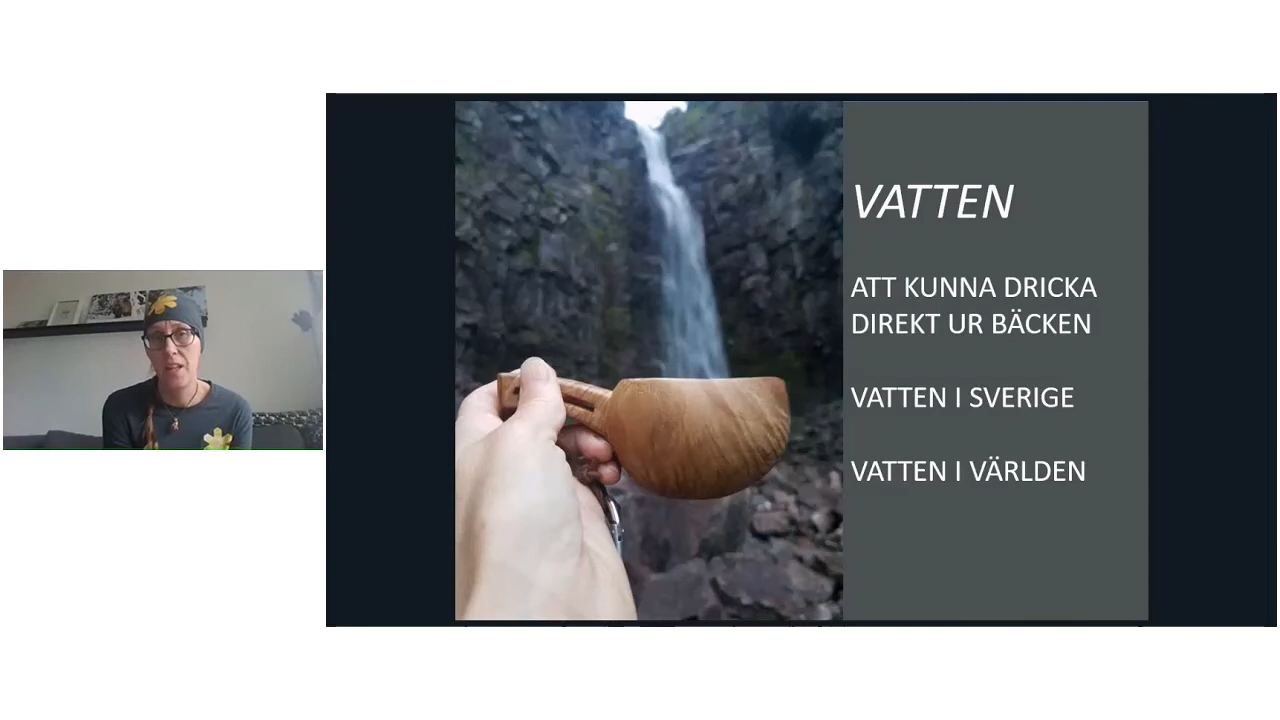 VATTEN
ATT KUNNA DRICKA
DIREKT UR BÄCKEN
VATTEN I SVERIGE
VATTEN I VÄRLDEN